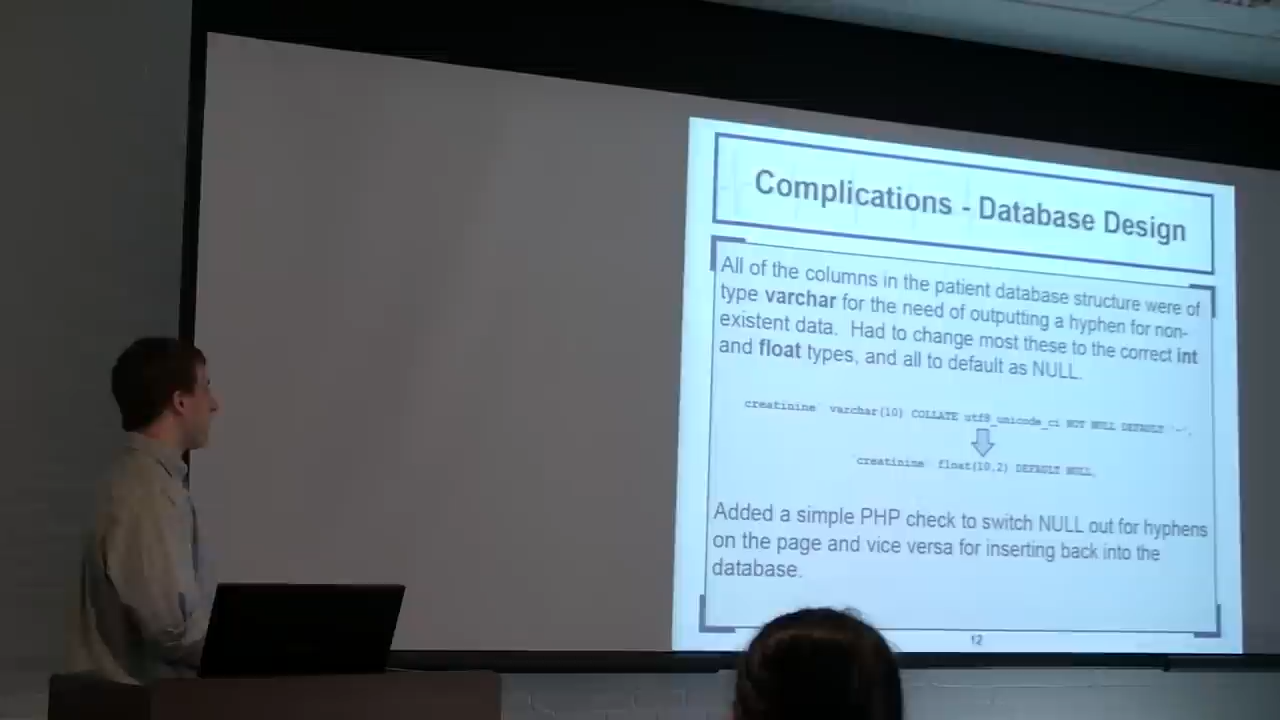 Complications - Database Design
All of the columns in the patient database structure were of
type varchar for the need of outputting a hyphen for non-
existent data. Had to change most these to the correct int
and float types, and all to default as NULL.
creatinine` varchar(10) COLLATE utf8_unicode_ci NOT NULL DEFAULT '-',
`creatinine` float(10,2) DEFAULT NULL,
Added a simple PHP check to switch NULL out for hyphens
on the page and vice versa for inserting back into the
database.
12